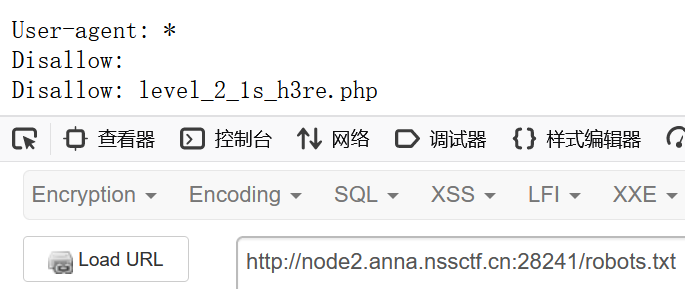 User-agent: *
Disallow:
Disallow: level_2_1s_h3re.php
查看器 控制台 网络 调试器 样式编辑器
Encryption Encoding SQL XSS LFI XXE
Load URL http://node2.anna.nssctf.cn:28241/robots.txt